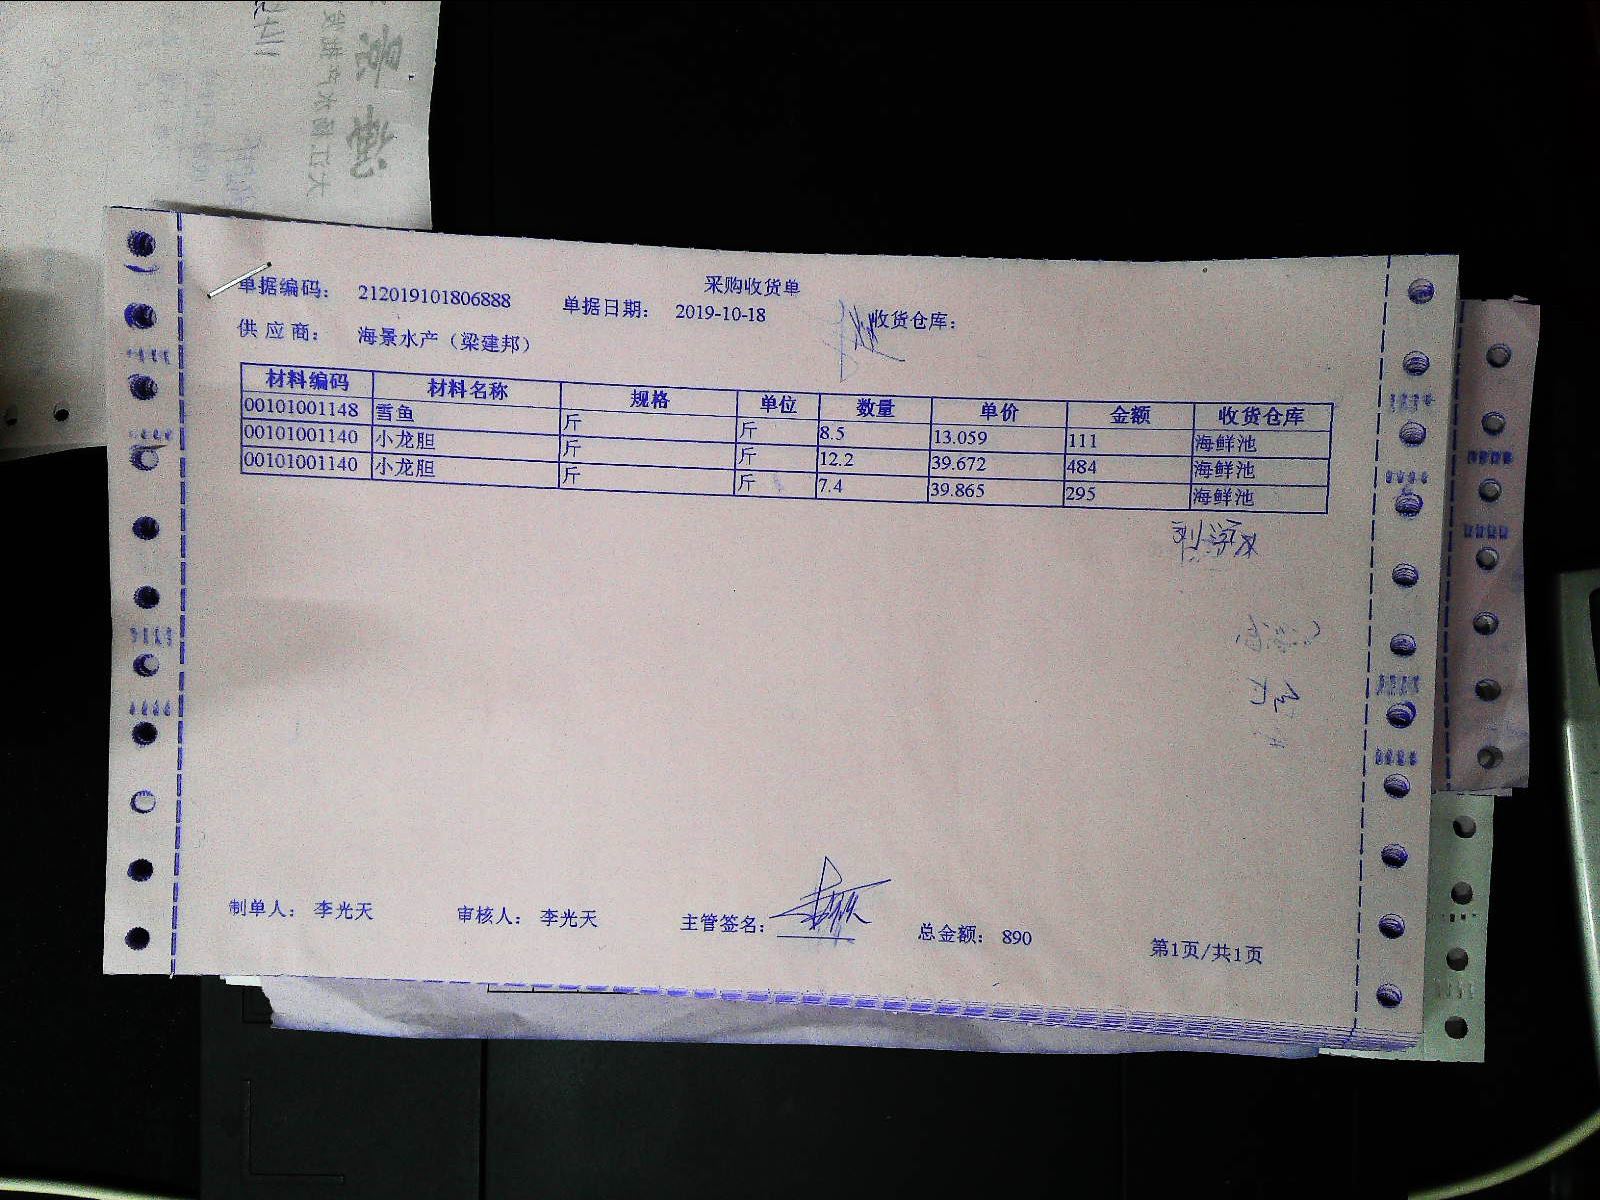 采购收货单
单据编码： 212019101806888 单据日期： 2019-10-18 收货仓库：
供 应 商： 海景水产（梁建邦）
材料编码 材料名称 规格 单位 数量 单价 金额 收货仓库
00101001148 雪鱼 斤 斤 8.5 13.059 111 海鲜池
00101001140 小龙胆 斤 斤 12.2 39.672 484 海鲜池
00101001140 小龙胆 斤 斤 7.4 39.865 295 海鲜池
制单人： 李光天 审核人： 李光天 主管签名： 总金额： 890 第1页/共1页